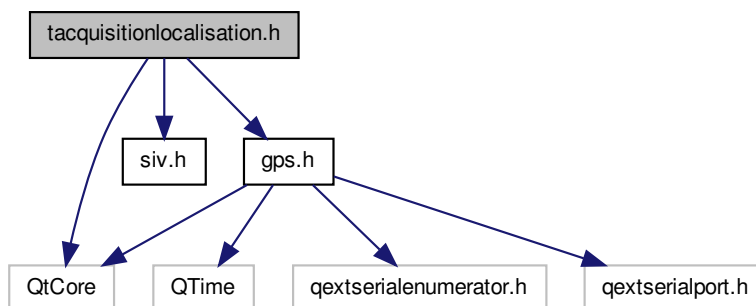 tacquisitionlocalisation.h
siv.h
gps.h
QtCore
QTime
qextserialenumerator.h
qextserialport.h